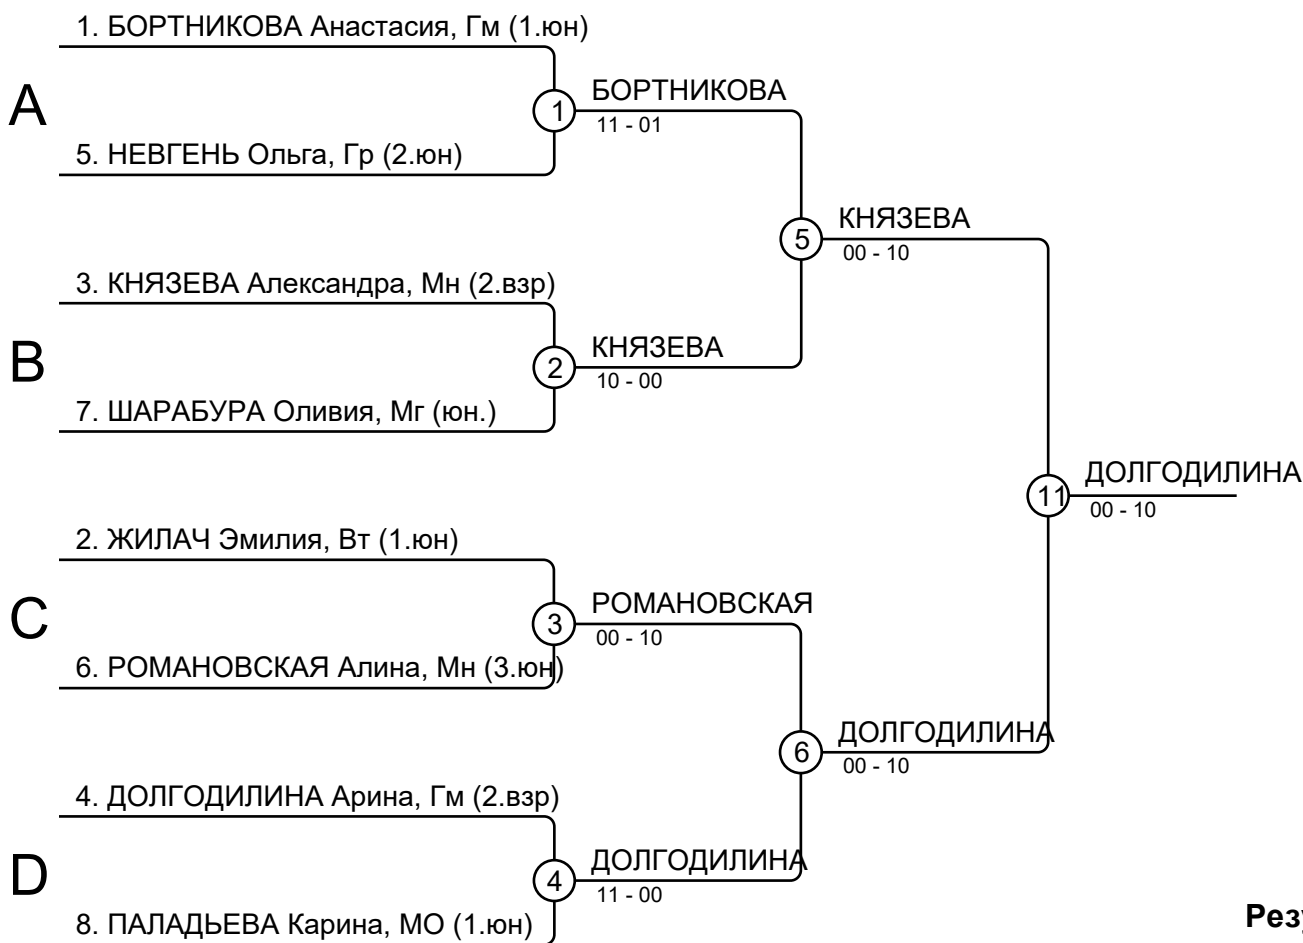 1. БОРТНИКОВА Анастасия, Гм (1.юн)
A
1
БОРТНИКОВА
11 - 01
5. НЕВГЕНЬ Ольга, Гр (2.юн)
5
КНЯЗЕВА
00 - 10
3. КНЯЗЕВА Александра, Мн (2.взр)
B
2
КНЯЗЕВА
10 - 00
7. ШАРАБУРА Оливия, Мг (юн.)
11
ДОЛГОДИЛИНА
00 - 10
2. ЖИЛАЧ Эмилия, Вт (1.юн)
C
3
РОМАНОВСКАЯ
00 - 10
6. РОМАНОВСКАЯ Алина, Мн (3.юн)
6
ДОЛГОДИЛИНА
00 - 10
4. ДОЛГОДИЛИНА Арина, Гм (2.взр)
D
4
ДОЛГОДИЛИНА
11 - 00
8. ПАЛАДЬЕВА Карина, МО (1.юн)